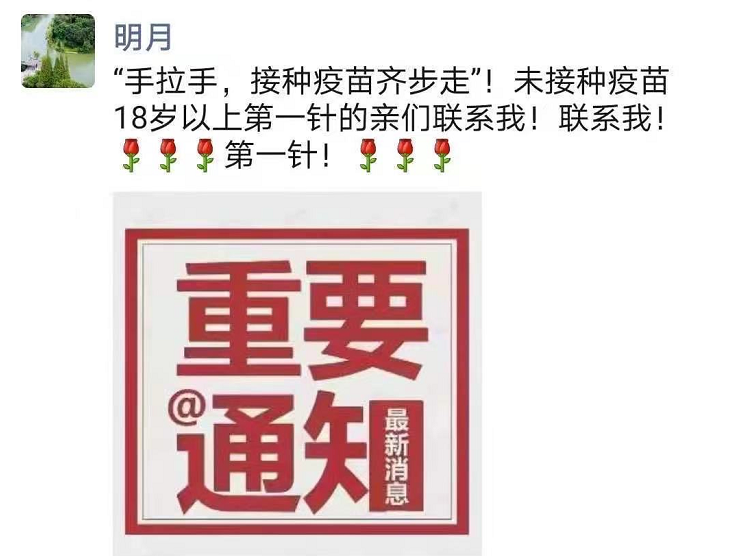 明月
“手拉手，接种疫苗齐步走”！未接种疫苗
18岁以上第一针的亲们联系我！联系我！
🌹🌹🌹第一针！🌹🌹🌹
重要
@通知
最新消息